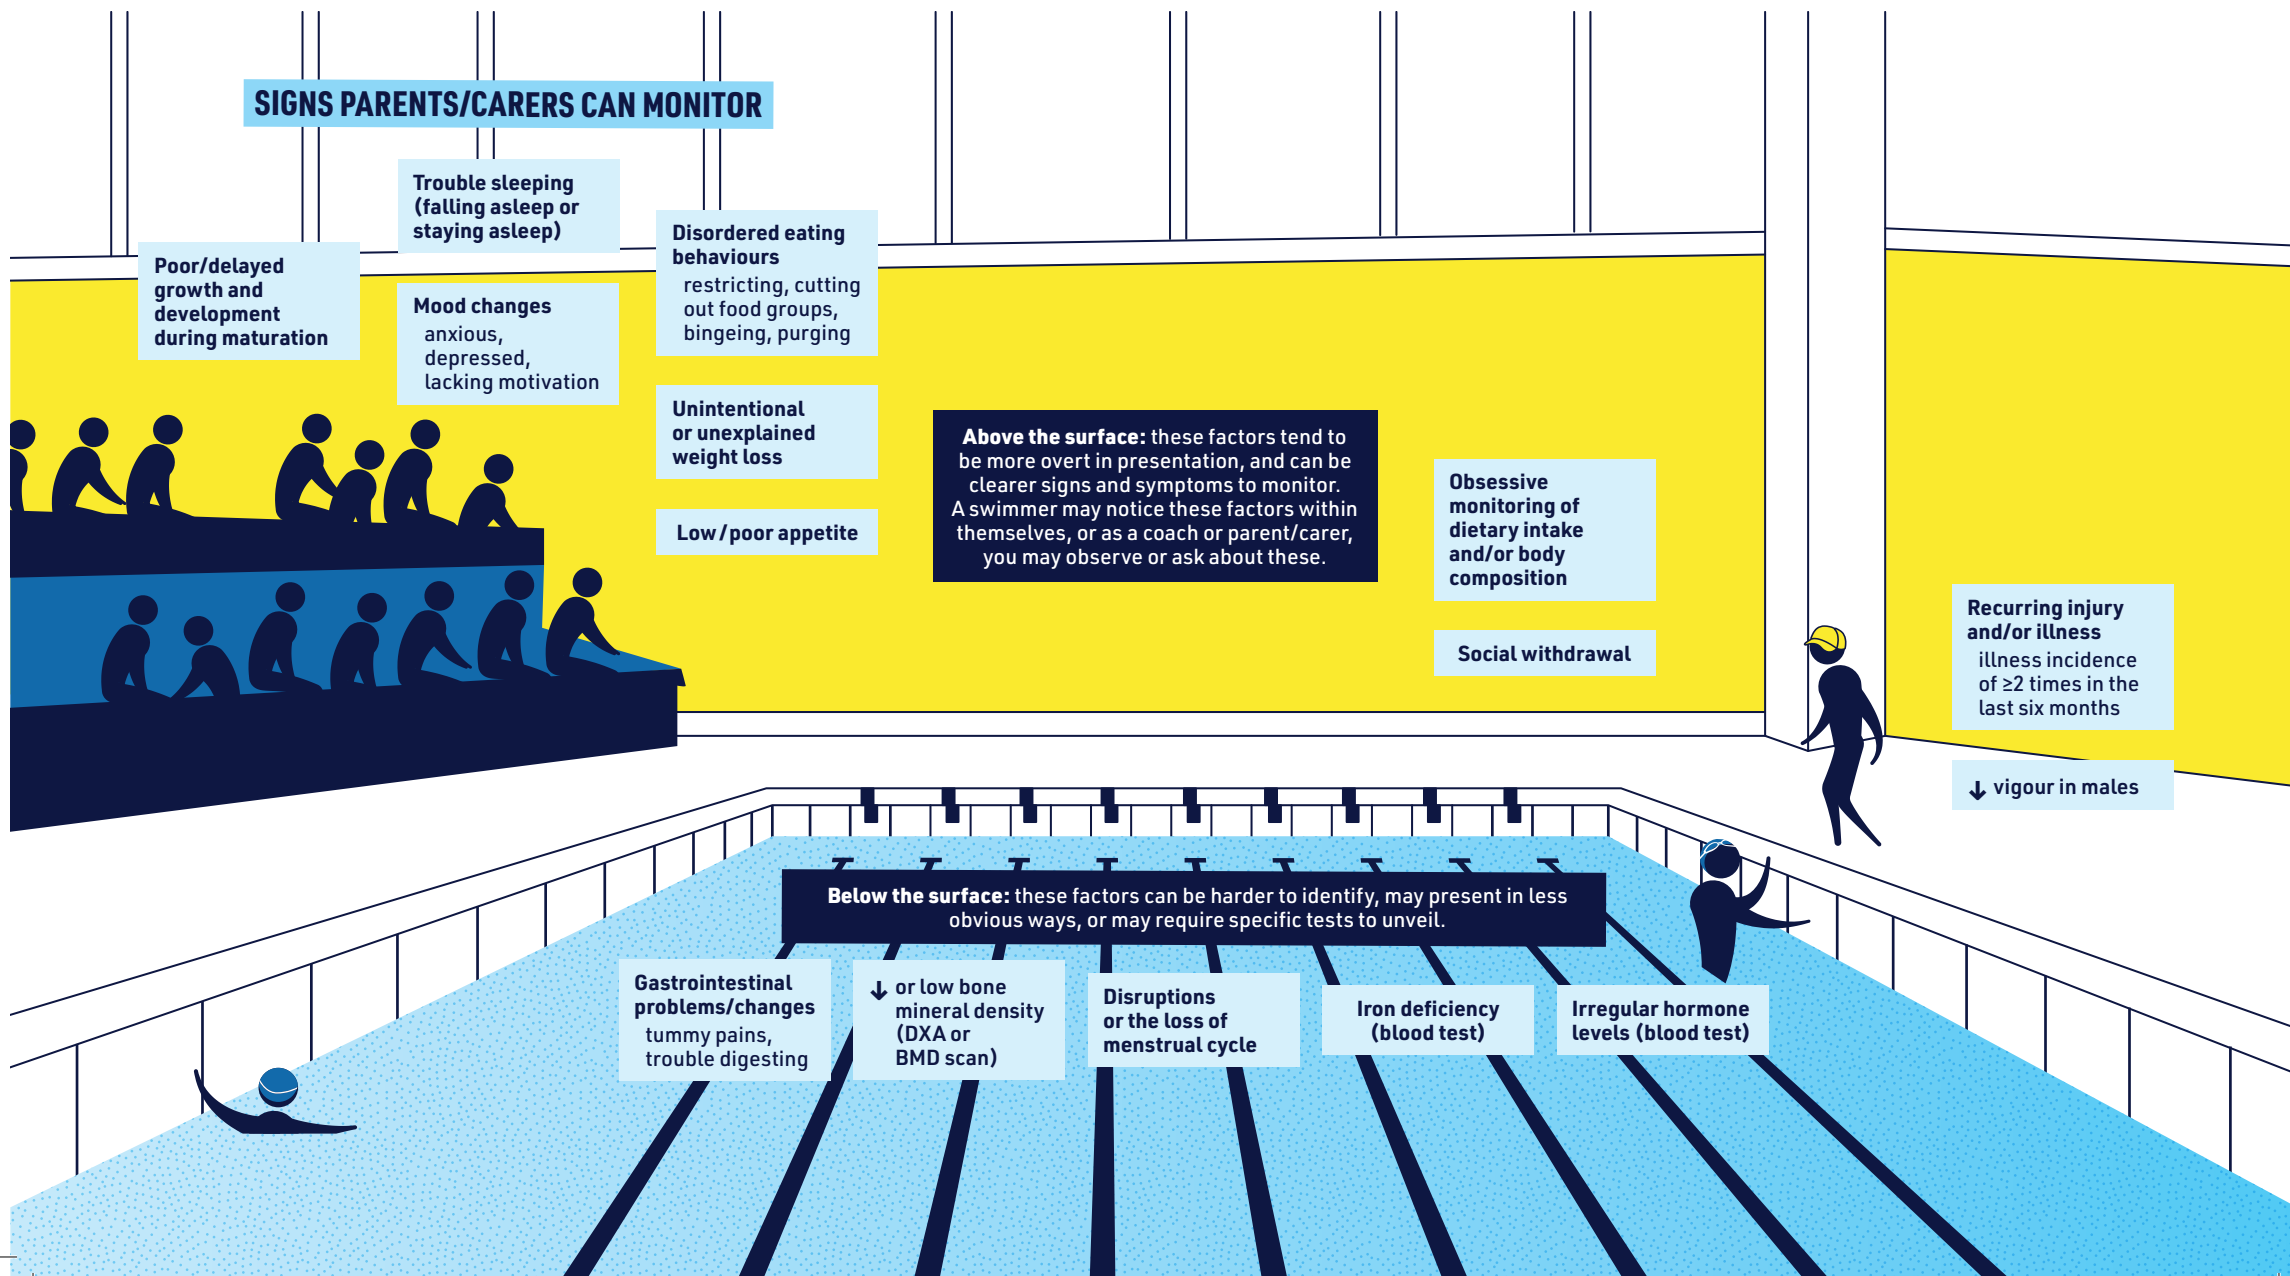 SIGNS PARENTS/CARERS CAN MONITOR
Trouble sleeping
(falling asleep or
staying asleep)
Poor/delayed
growth and
development
during maturation
Mood changes
anxious,
depressed,
lacking motivation
Disordered eating
behaviours
restricting, cutting
out food groups,
bingeing, purging
Unintentional
or unexplained
weight loss
Low/poor appetite
Above the surface: these factors tend to
be more overt in presentation, and can be
clearer signs and symptoms to monitor.
A swimmer may notice these factors within
themselves, or as a coach or parent/carer,
you may observe or ask about these.
Obsessive
monitoring of
dietary intake
and/or body
composition
Social withdrawal
Recurring injury
and/or illness
illness incidence
of ≥2 times in the
last six months
↓ vigour in males
Below the surface: these factors can be harder to identify, may present in less
obvious ways, or may require specific tests to unveil.
Gastrointestinal
problems/changes
tummy pains,
trouble digesting
↓ or low bone
mineral density
(DXA or
BMD scan)
Disruptions
or the loss of
menstrual cycle
Iron deficiency
(blood test)
Irregular hormone
levels (blood test)